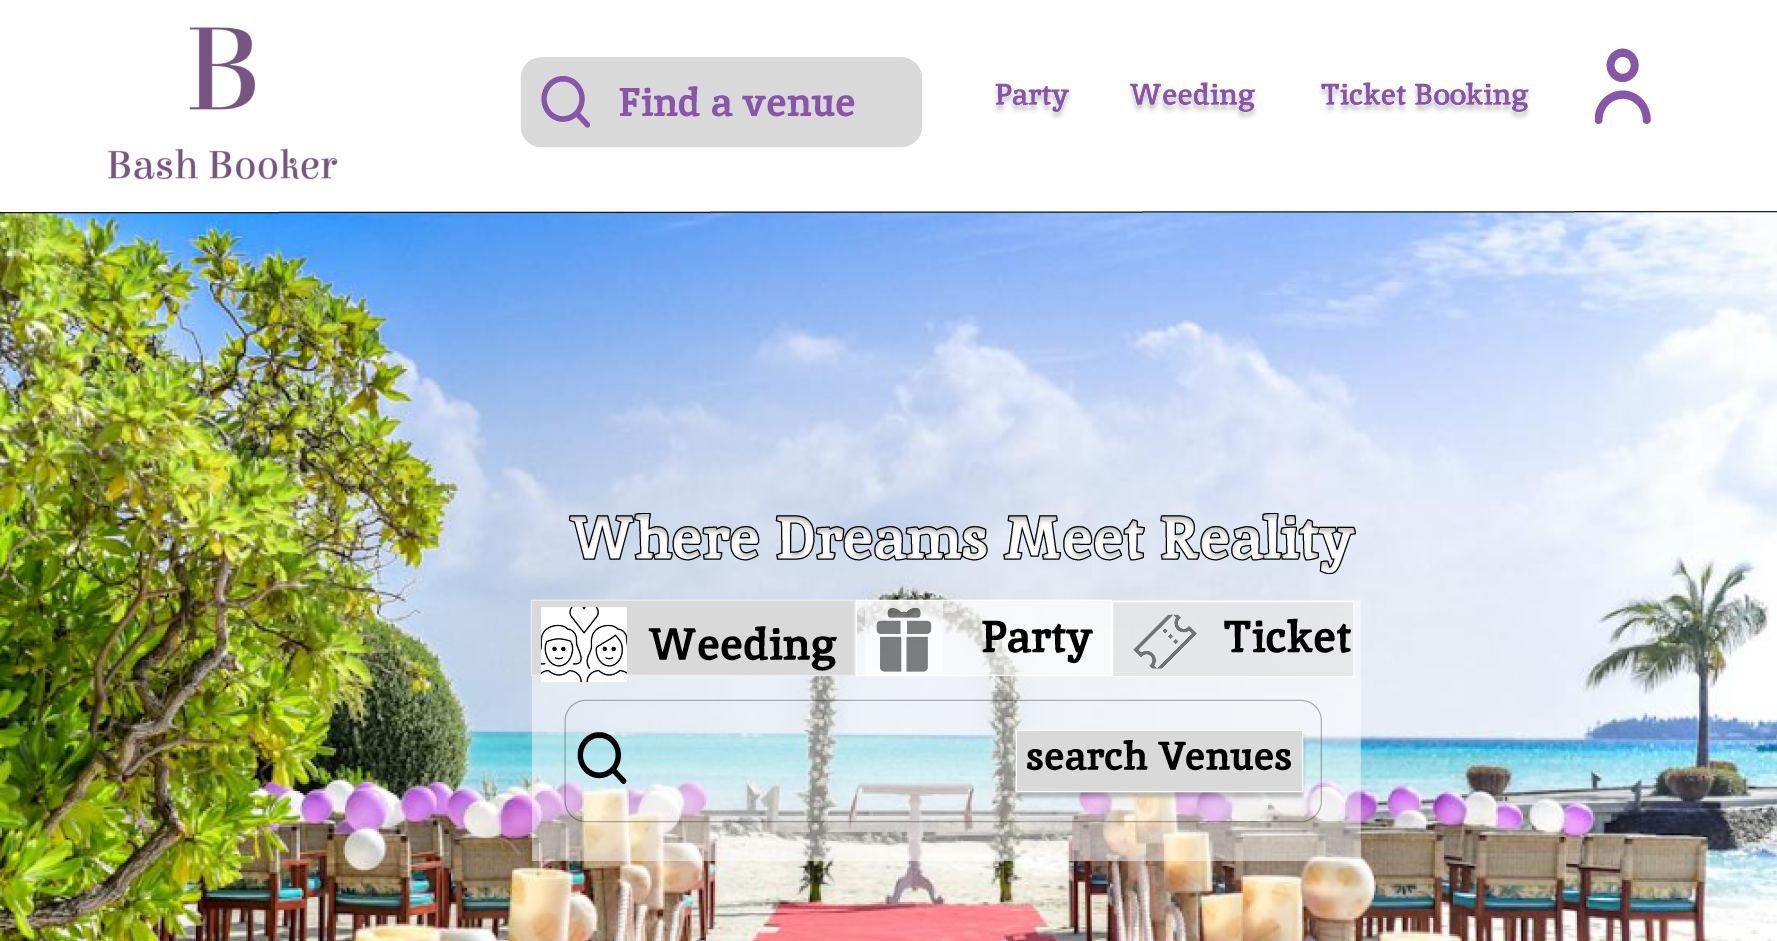 B
Bash Booker
Find a venue
Party
Weeding
Ticket Booking
Where Dreams Meet Reality
Weeding
Party
Ticket
search Venues